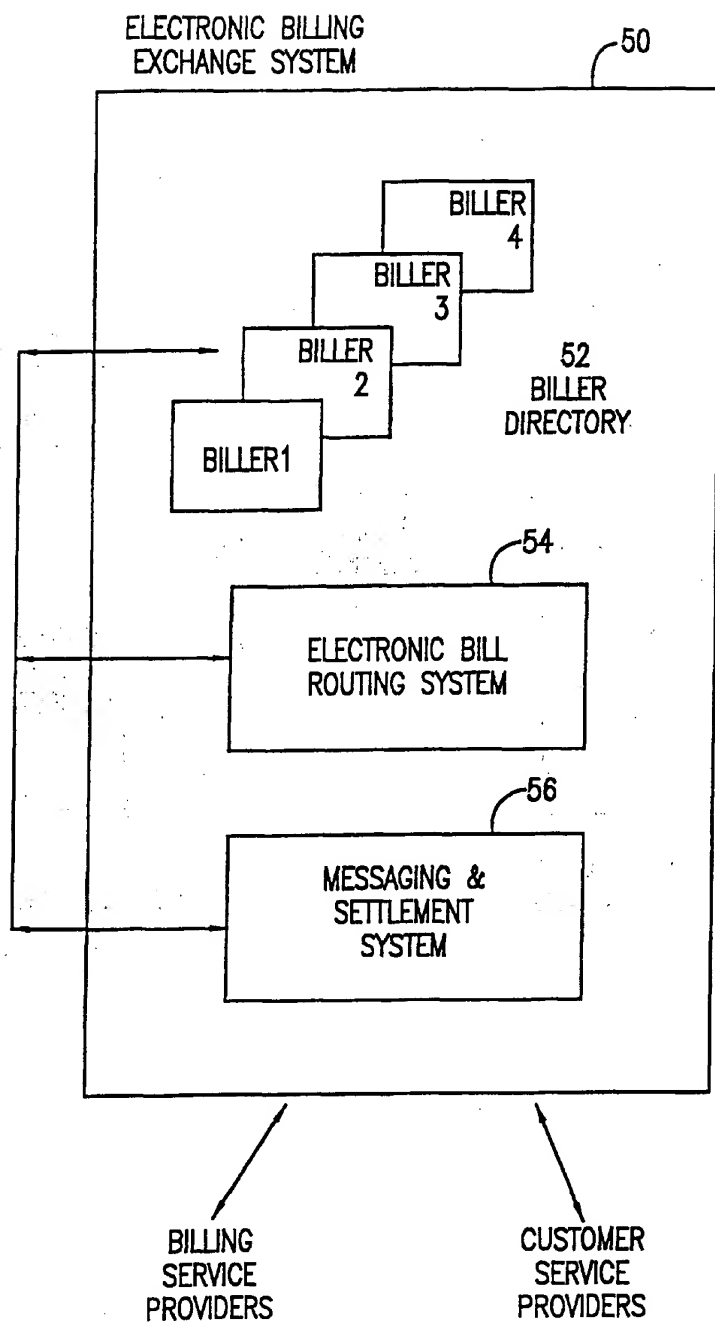 ELECTRONIC BILLING
EXCHANGE SYSTEM
50
BILLER
4
BILLER
3
BILLER
2
BILLER1
52
BILLER
DIRECTORY
54
ELECTRONIC BILL
ROUTING SYSTEM
56
MESSAGING &
SETTLEMENT
SYSTEM
BILLING
SERVICE
PROVIDERS
CUSTOMER
SERVICE
PROVIDERS